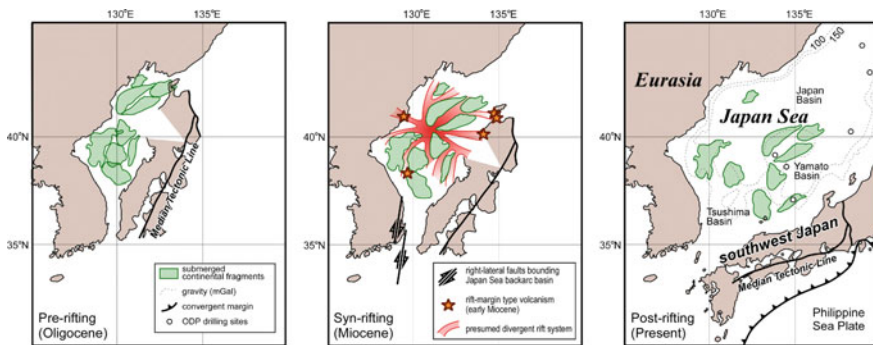 130°E
135°E
40°N
35°N
Median Tectonic Line
submerged
continental fragments
gravity (mGal)
convergent margin
ODP drilling sites
Pre-rifting
(Oligocene)
130°E
135°E
40°N
35°N
right-lateral faults bounding
Japan Sea backarc basin
rift-margin type volcanism
(early Miocene)
presumed divergent rift system
Syn-rifting
(Miocene)
130°E
135°E
100
150
Eurasia
Japan
Basin
Japan Sea
40°N
Yamato
Basin
Tsushima
Basin
35°N
southwest Japan
Median Tectonic Line
Post-rifting
(Present)
Philippine
Sea Plate